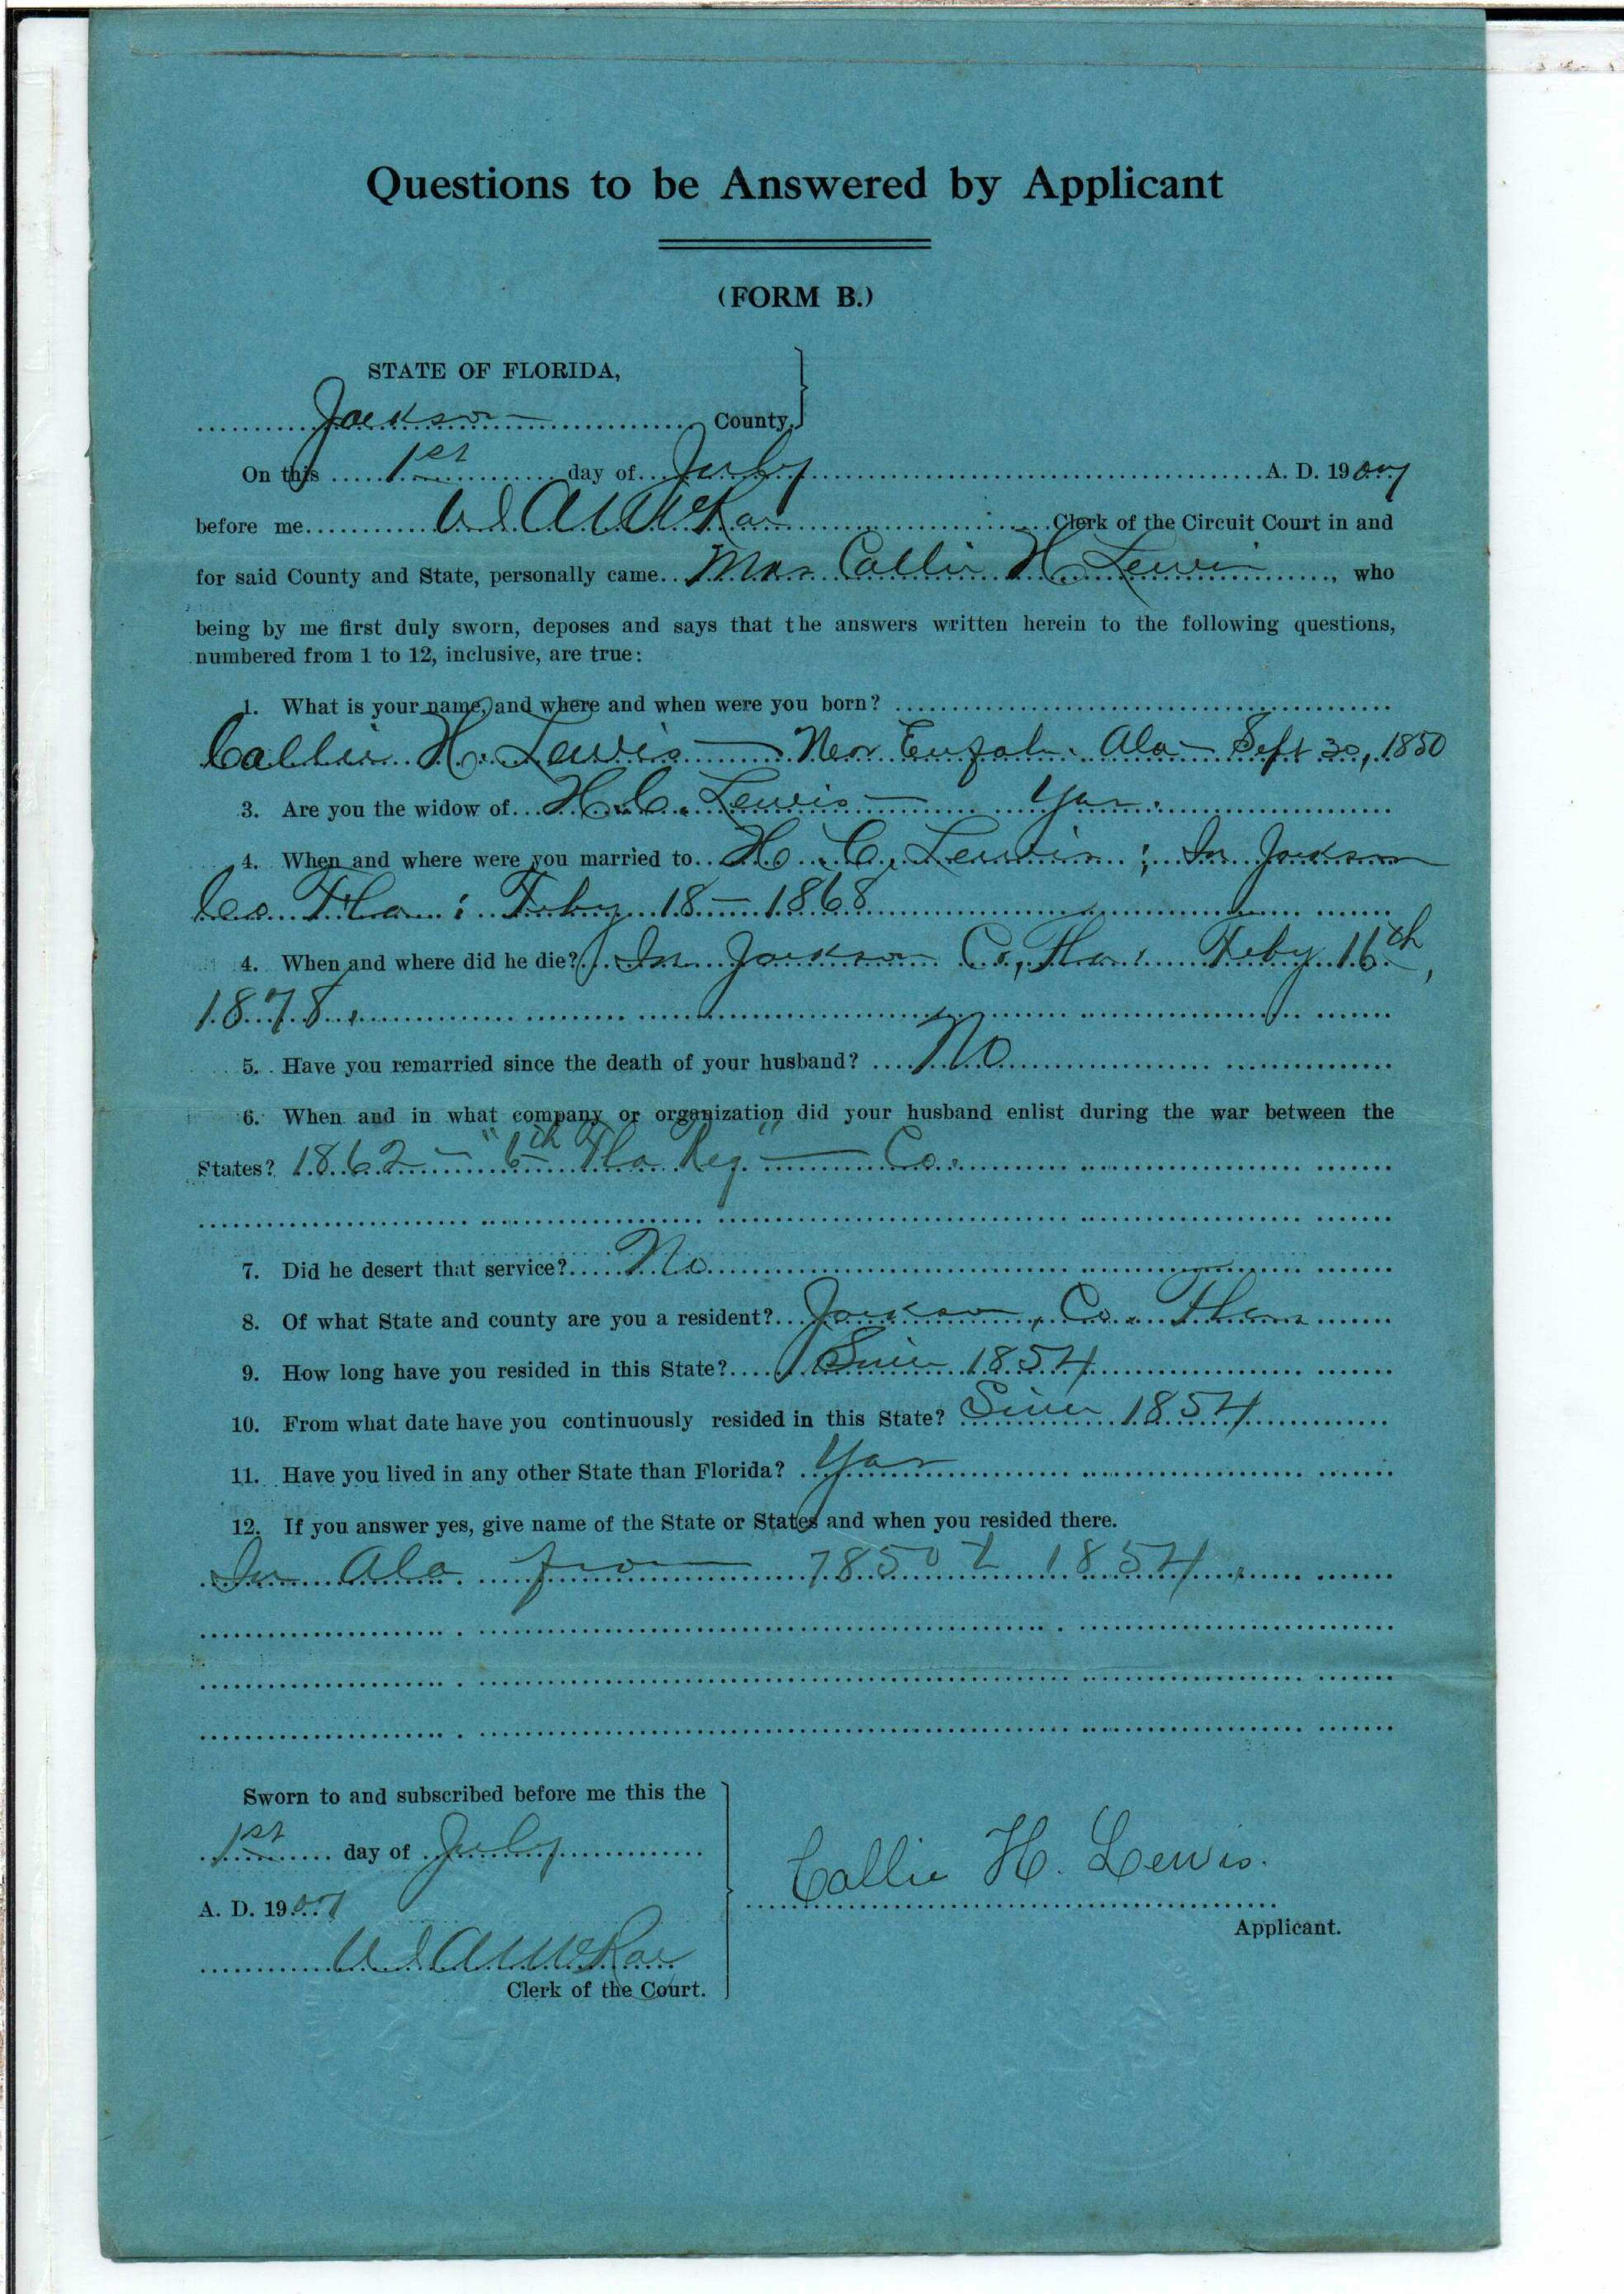 Questions to be Answered by Applicant
(FORM B.)
STATE OF FLORIDA,
Jackson County,
On this 1st day of July A. D. 1907
before me Clerk of the Circuit Court in and
for said County and State, personally came Mrs Callie H. Lewis, who
being by me first duly sworn, deposes and says that the answers written herein to the following questions,
numbered from 1 to 12, inclusive, are true:
1. What is your name, and where and when were you born?
Callie H. Lewis — Near Eufala. Ala — Sept 30, 1850
3. Are you the widow of H. C. Lewis — Yes.
4. When and where were you married to H. C. Lewis ; In Jackson
Co. Fla : Feby 18 — 1868
4. When and where did he die? In Jackson Co, Fla : Feby 16th,
1878.
5. Have you remarried since the death of your husband? No
6. When and in what company or organization did your husband enlist during the war between the
States? 1862 — "6th Fla Reg" — Co.
7. Did he desert that service? No
8. Of what State and county are you a resident? Jackson, Co. Fla
9. How long have you resided in this State? Since 1854
10. From what date have you continuously resided in this State? Since 1854
11. Have you lived in any other State than Florida? Yes
12. If you answer yes, give name of the State or States and when you resided there.
In Ala from 1850 to 1854.
Sworn to and subscribed before me this the
1st day of July
A. D. 1907
Clerk of the Court.
Callie H. Lewis.
Applicant.